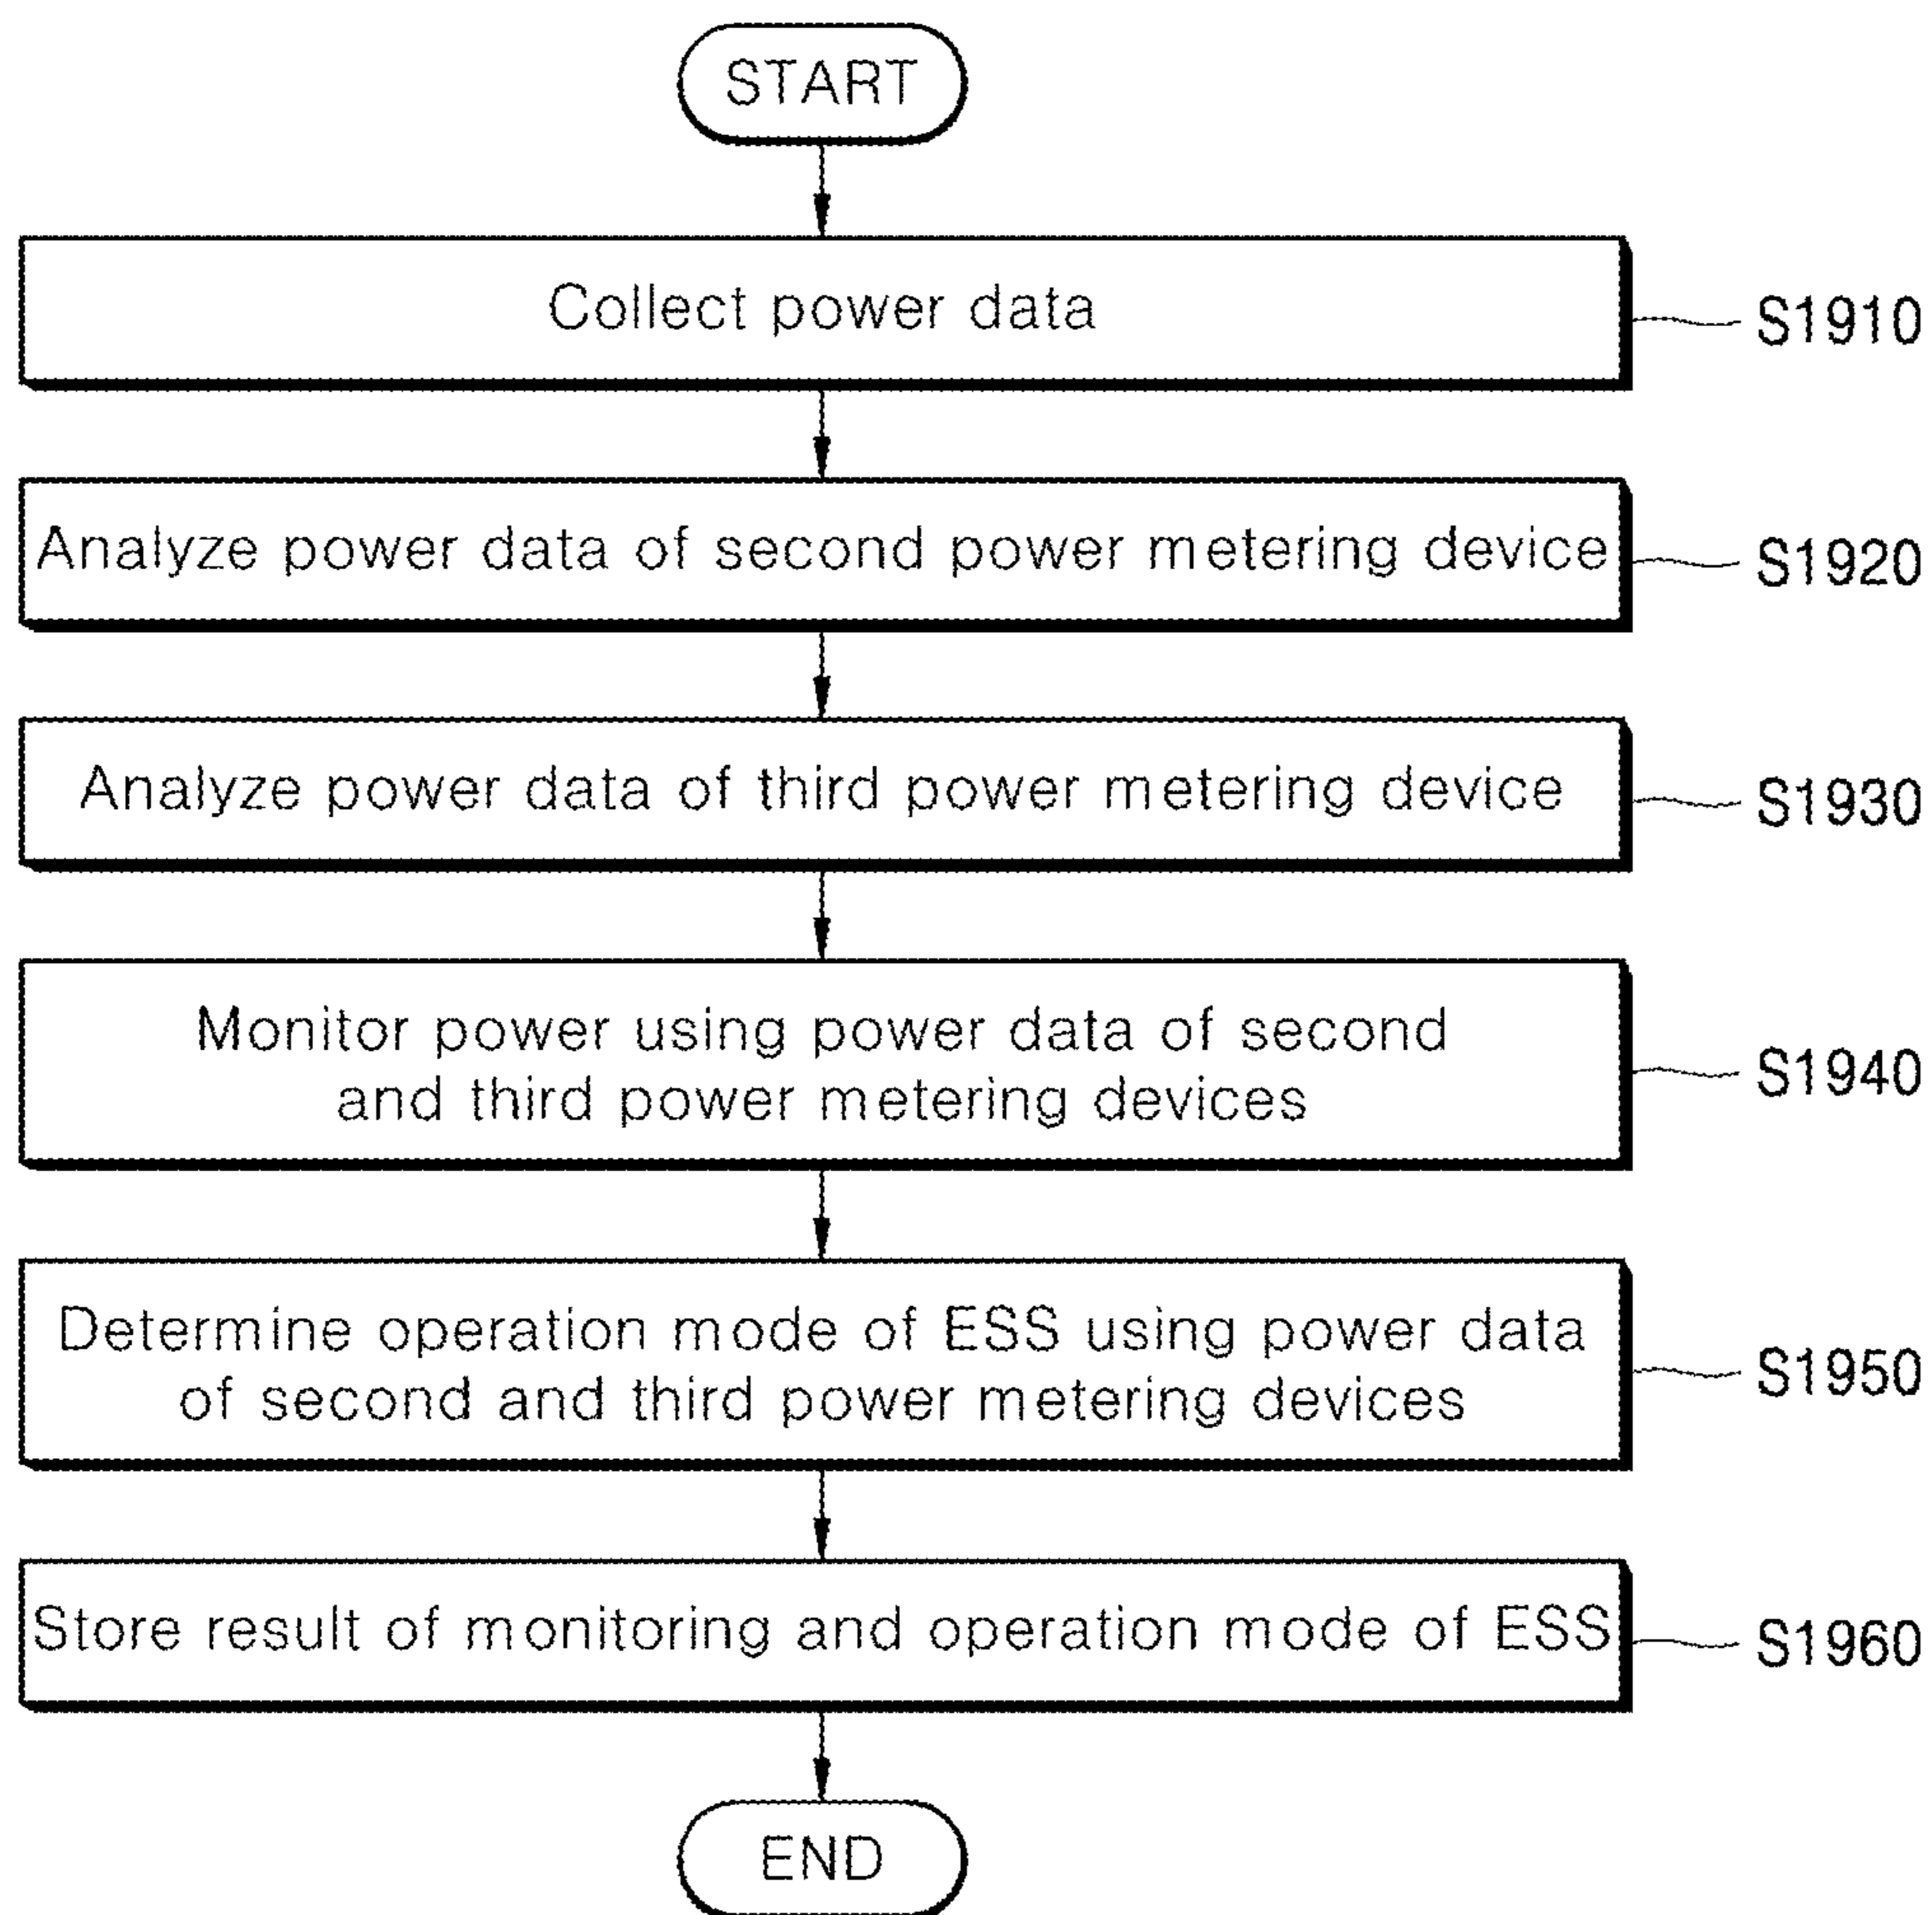 START
Collect power data
S1910
Analyze power data of second power metering device
S1920
Analyze power data of third power metering device
S1930
Monitor power using power data of second
and third power metering devices
S1940
Determine operation mode of ESS using power data
of second and third power metering devices
S1950
Store result of monitoring and operation mode of ESS
S1960
END